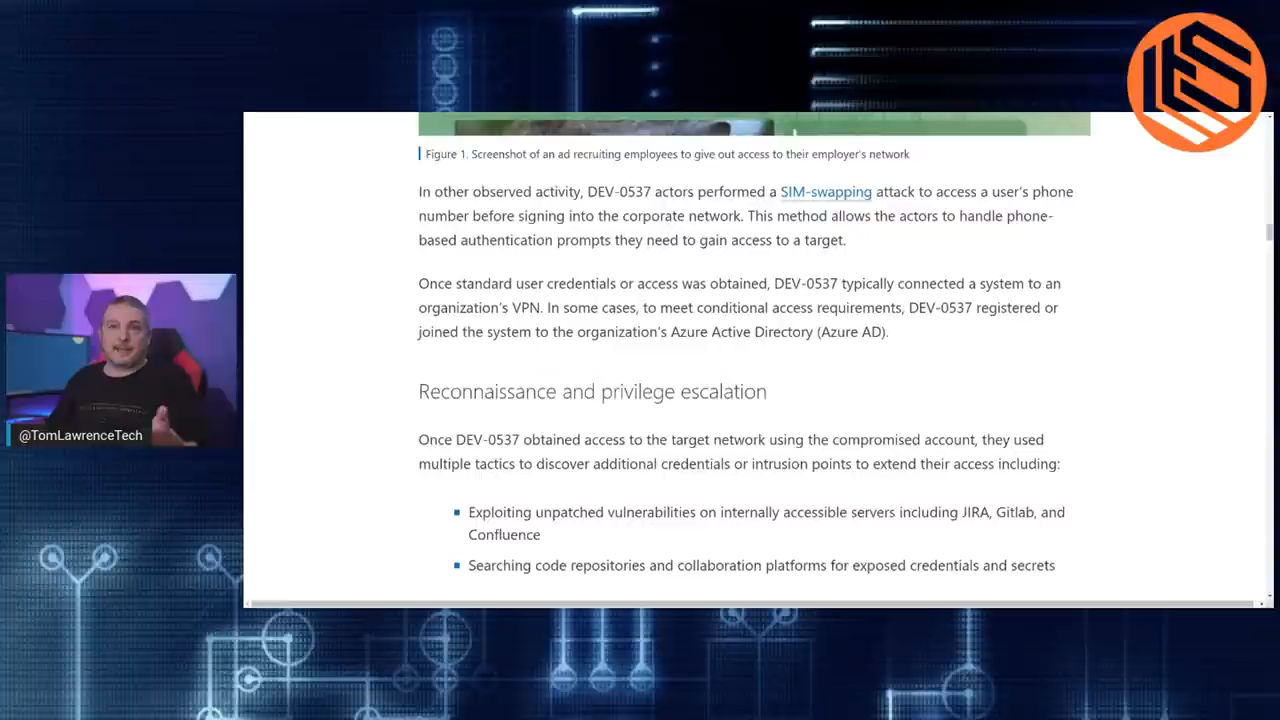 Figure 1. Screenshot of an ad recruiting employees to give out access to their employer's network
In other observed activity, DEV-0537 actors performed a SIM-swapping attack to access a user's phone
number before signing into the corporate network. This method allows the actors to handle phone-
based authentication prompts they need to gain access to a target.
Once standard user credentials or access was obtained, DEV-0537 typically connected a system to an
organization's VPN. In some cases, to meet conditional access requirements, DEV-0537 registered or
joined the system to the organization's Azure Active Directory (Azure AD).
Reconnaissance and privilege escalation
Once DEV-0537 obtained access to the target network using the compromised account, they used
multiple tactics to discover additional credentials or intrusion points to extend their access including:
Exploiting unpatched vulnerabilities on internally accessible servers including JIRA, Gitlab, and
Confluence
Searching code repositories and collaboration platforms for exposed credentials and secrets
@TomLawrenceTech